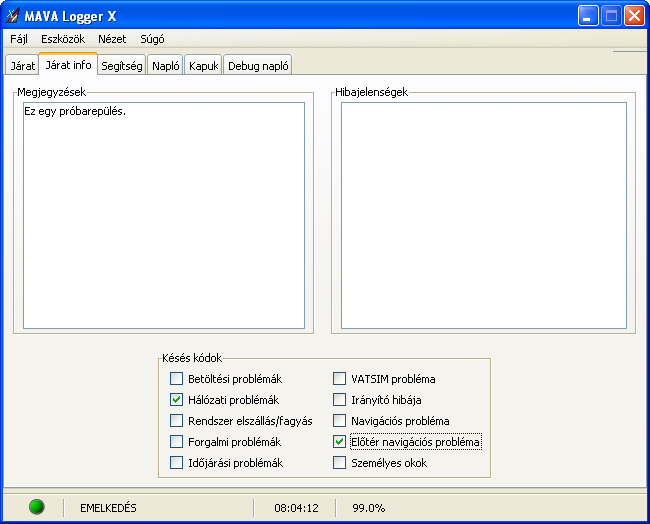 MAVA Logger X
Fájl Eszközök Nézet Súgó
Járat Járat info Segítség Napló Kapuk Debug napló
Megjegyzések
Ez egy próbarepülés.
Hibajelenségek
Késés kódok
Betöltési problémák
Hálózati problémák
Rendszer elszállás/fagyás
Forgalmi problémák
Időjárási problémák
VATSIM probléma
Irányító hibája
Navigációs probléma
Előtér navigációs probléma
Személyes okok
EMELKEDÉS 08:04:12 99.0%